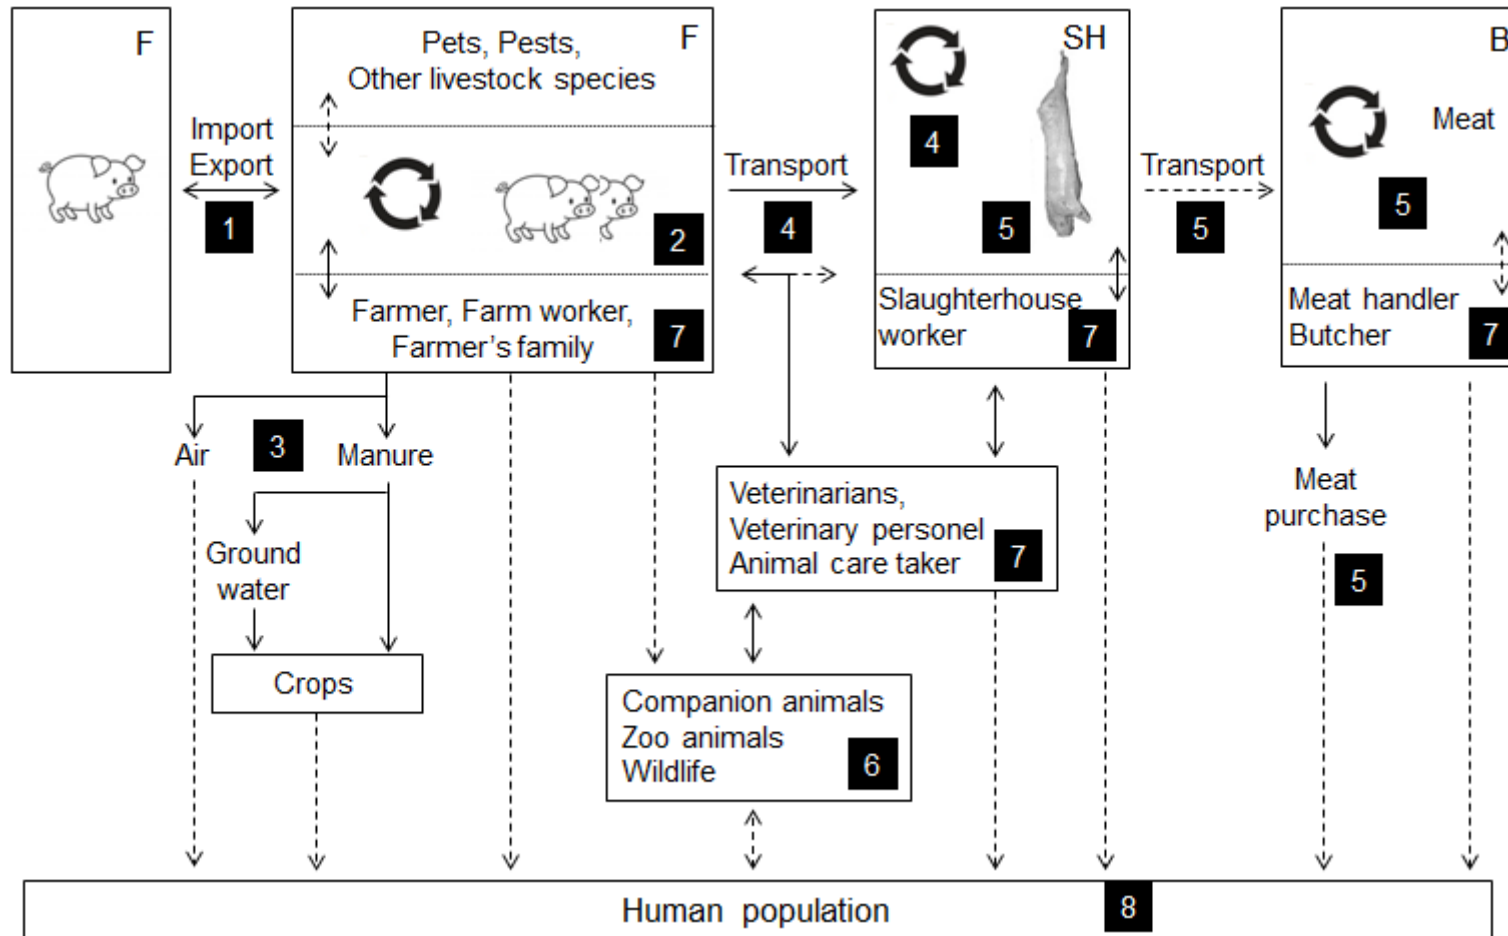 F
Import
Export
1
Pets, Pests,
Other livestock species
F
2
Farmer, Farm worker,
Farmer's family
7
Transport
4
SH
4
5
Slaughterhouse
worker
7
Transport
5
B
Meat
5
Meat handler
Butcher
7
Air
3
Manure
Ground
water
Crops
Veterinarians,
Veterinary personel
Animal care taker
7
Companion animals
Zoo animals
Wildlife
6
Meat
purchase
5
Human population
8